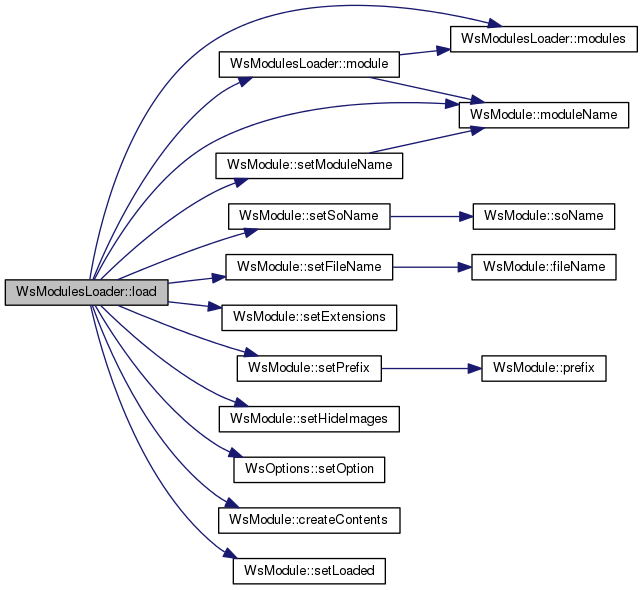 WsModulesLoader::modules
WsModulesLoader::module
WsModule::moduleName
WsModule::setModuleName
WsModule::setSoName
WsModule::soName
WsModule::setFileName
WsModule::fileName
WsModulesLoader::load
WsModule::setExtensions
WsModule::setPrefix
WsModule::prefix
WsModule::setHideImages
WsOptions::setOption
WsModule::createContents
WsModule::setLoaded